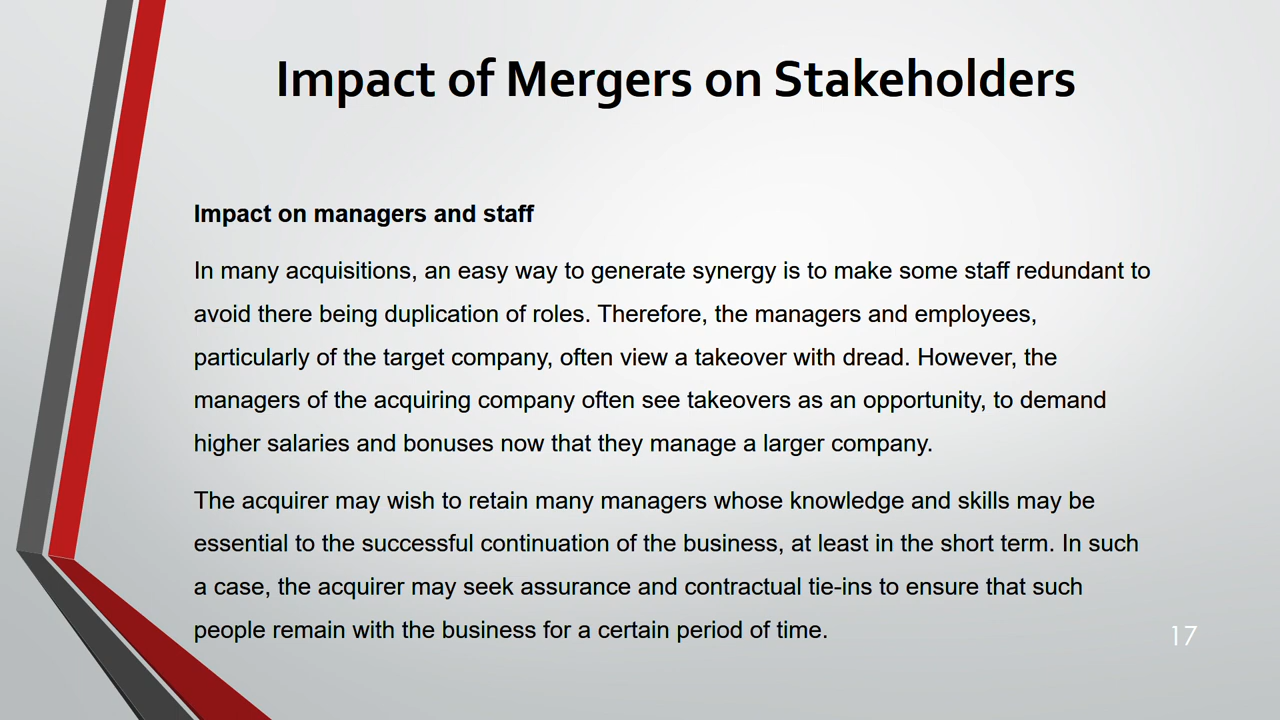 Impact of Mergers on Stakeholders
Impact on managers and staff
In many acquisitions, an easy way to generate synergy is to make some staff redundant to
avoid there being duplication of roles. Therefore, the managers and employees,
particularly of the target company, often view a takeover with dread. However, the
managers of the acquiring company often see takeovers as an opportunity, to demand
higher salaries and bonuses now that they manage a larger company.
The acquirer may wish to retain many managers whose knowledge and skills may be
essential to the successful continuation of the business, at least in the short term. In such
a case, the acquirer may seek assurance and contractual tie-ins to ensure that such
people remain with the business for a certain period of time.
17